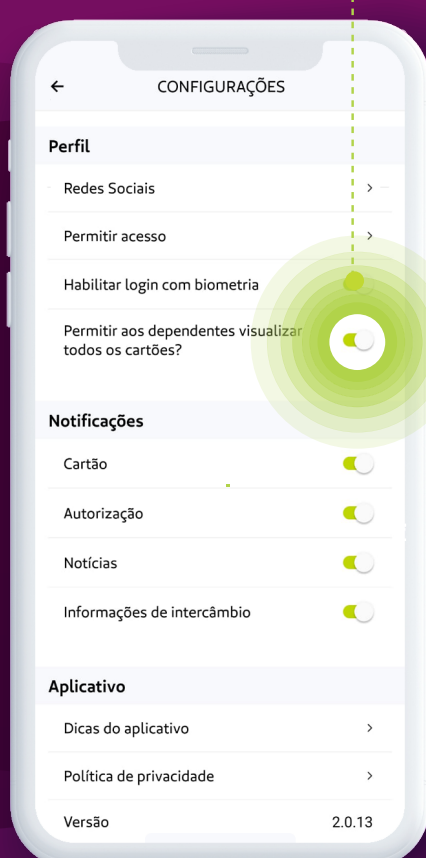 CONFIGURAÇÕES
Perfil
Redes Sociais
Permitir acesso
Habilitar login com biometria
Permitir aos dependentes visualizar
todos os cartões?
Notificações
Cartão
Autorização
Notícias
Informações de intercâmbio
Aplicativo
Dicas do aplicativo
Política de privacidade
Versão 2.0.13